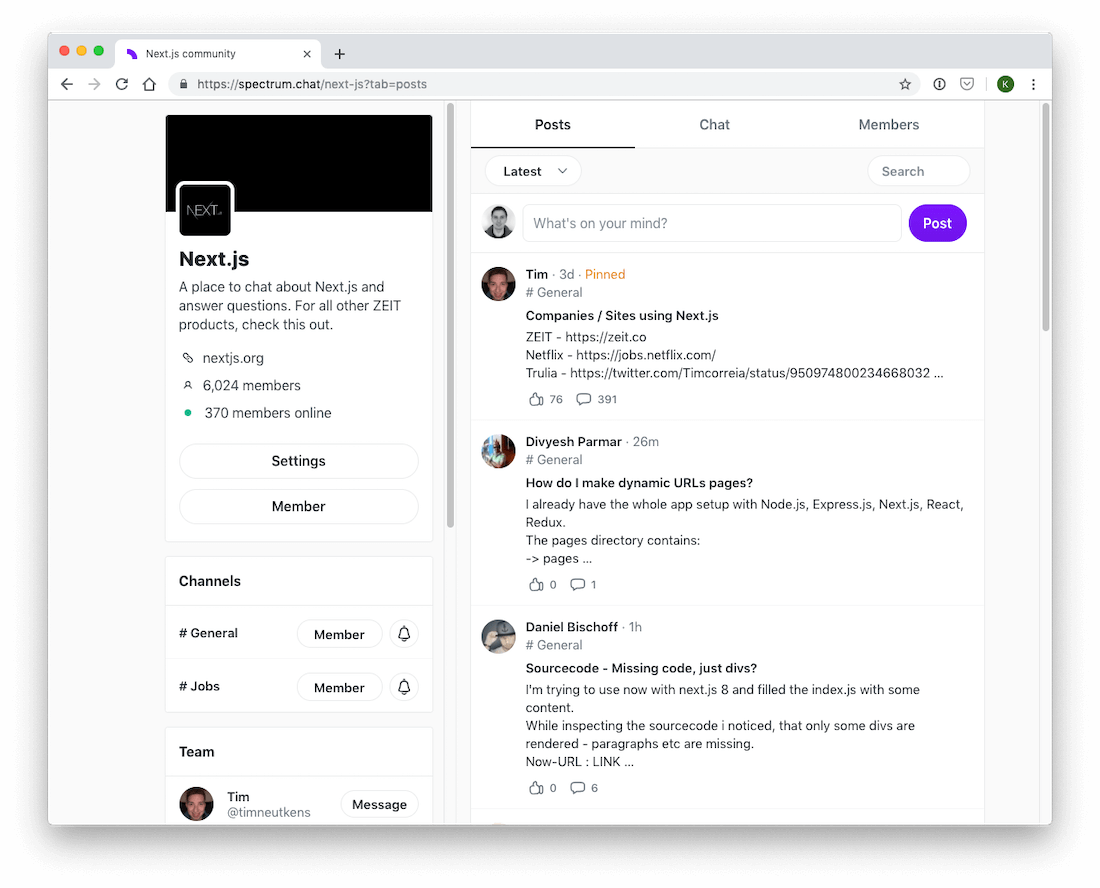 Next.js community
https://spectrum.chat/next-js?tab=posts
K
NEXT
Next.js
A place to chat about Next.js and
answer questions. For all other ZEIT
products, check this out.
nextjs.org
6,024 members
370 members online
Settings
Member
Channels
# General
Member
# Jobs
Member
Team
Tim
@timneutkens
Message
Posts
Chat
Members
Latest
Search
What's on your mind?
Post
Tim · 3d · Pinned
# General
Companies / Sites using Next.js
ZEIT - https://zeit.co
Netflix - https://jobs.netflix.com/
Trulia - https://twitter.com/Timcorreia/status/950974800234668032 ...
76 391
Divyesh Parmar · 26m
# General
How do I make dynamic URLs pages?
I already have the whole app setup with Node.js, Express.js, Next.js, React,
Redux.
The pages directory contains:
-> pages ...
0 1
Daniel Bischoff · 1h
# General
Sourcecode - Missing code, just divs?
I'm trying to use now with next.js 8 and filled the index.js with some
content.
While inspecting the sourcecode i noticed, that only some divs are
rendered - paragraphs etc are missing.
Now-URL : LINK ...
0 6